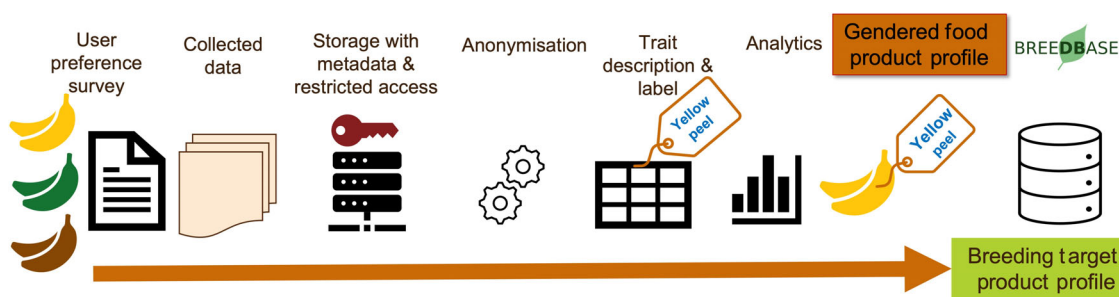 User
preference
survey
Collected
data
Storage with
metadata &
restricted access
Anonymisation
Trait
description &
label
Analytics
Gendered food
product profile
BREEDBASE
Yellow
peel
Yellow
peel
Breeding target
product profile